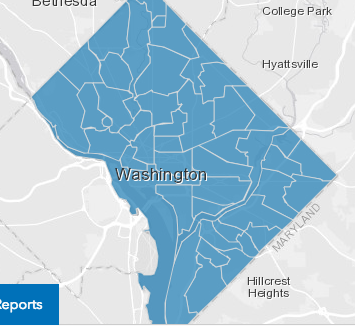 Bethesda
College Park
Hyattsville
Washington
MARYLAND
Hillcrest
Heights
Reports